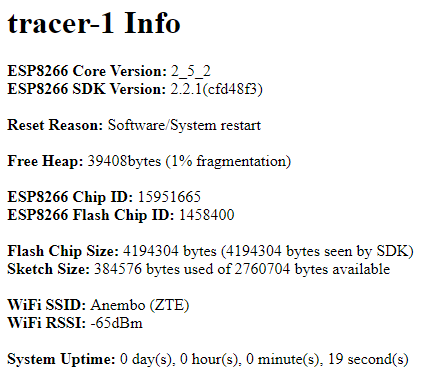 tracer-1 Info
ESP8266 Core Version: 2_5_2
ESP8266 SDK Version: 2.2.1(cfd48f3)
Reset Reason: Software/System restart
Free Heap: 39408bytes (1% fragmentation)
ESP8266 Chip ID: 15951665
ESP8266 Flash Chip ID: 1458400
Flash Chip Size: 4194304 bytes (4194304 bytes seen by SDK)
Sketch Size: 384576 bytes used of 2760704 bytes available
WiFi SSID: Anembo (ZTE)
WiFi RSSI: -65dBm
System Uptime: 0 day(s), 0 hour(s), 0 minute(s), 19 second(s)